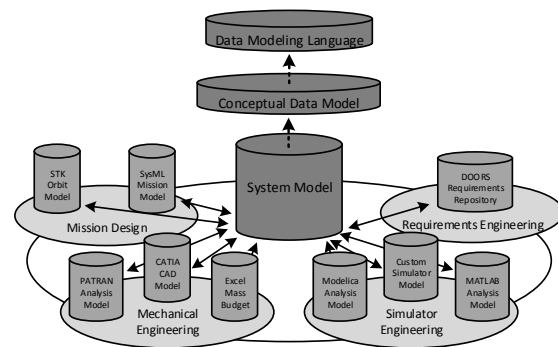 Data Modeling Language
Conceptual Data Model
System Model
STK
Orbit
Model
SysML
Mission
Model
Mission Design
DOORS
Requirements
Repository
Requirements Engineering
PATRAN
Analysis
Model
CATIA
CAD
Model
Excel
Mass
Budget
Mechanical
Engineering
Modelica
Analysis
Model
Custom
Simulator
Model
MATLAB
Analysis
Model
Simulator
Engineering